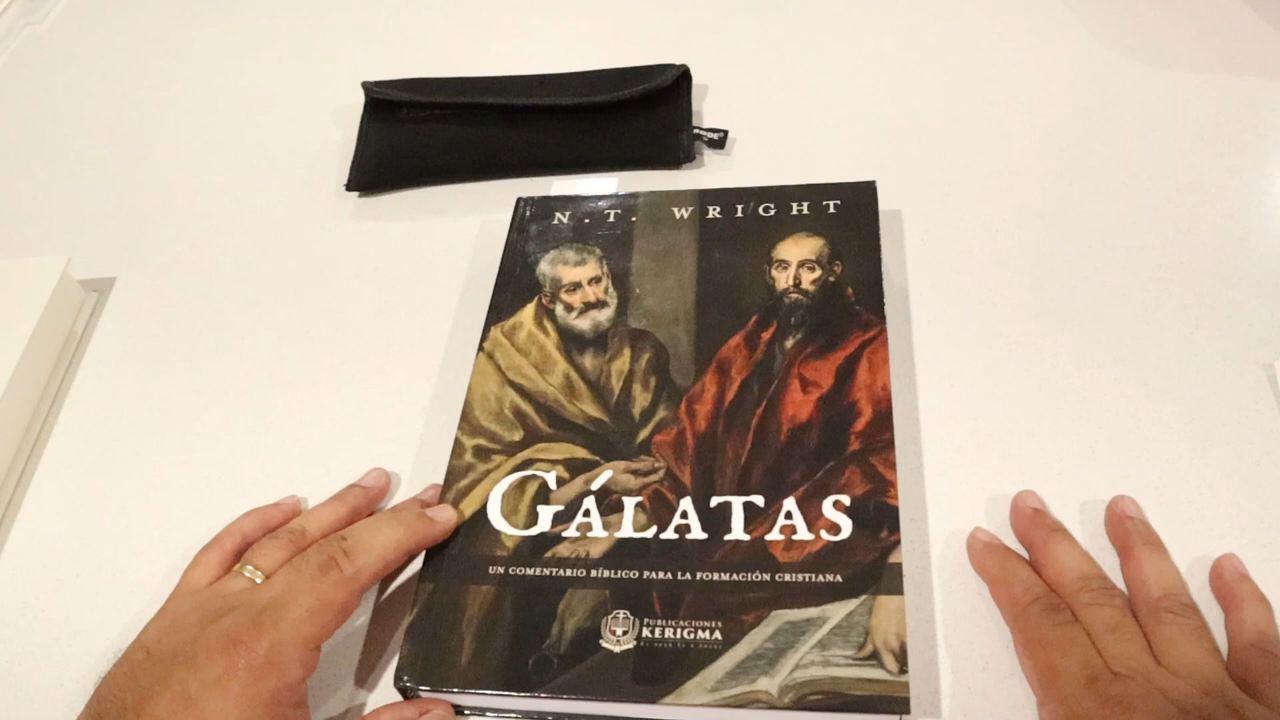 N. T. WRIGHT
GÁLATAS
UN COMENTARIO BÍBLICO PARA LA FORMACIÓN CRISTIANA
PUBLICACIONES
KERIGMA